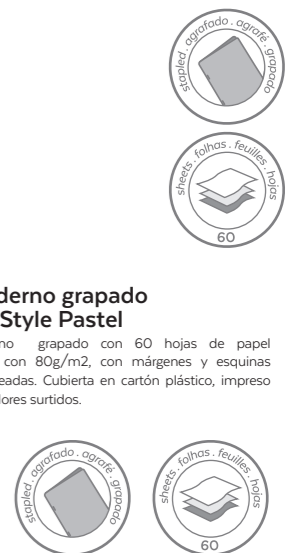 stapled . agrafado . agrafé . grapado
sheets . folhas . feuilles . hojas
60
derno grapado
Style Pastel
no grapado con 60 hojas de papel
con 80g/m2, con márgenes y esquinas
eadas. Cubierta en cartón plástico, impreso
lores surtidos.
stapled . agrafado . agrafé . grapado
sheets . folhas . feuilles . hojas
60